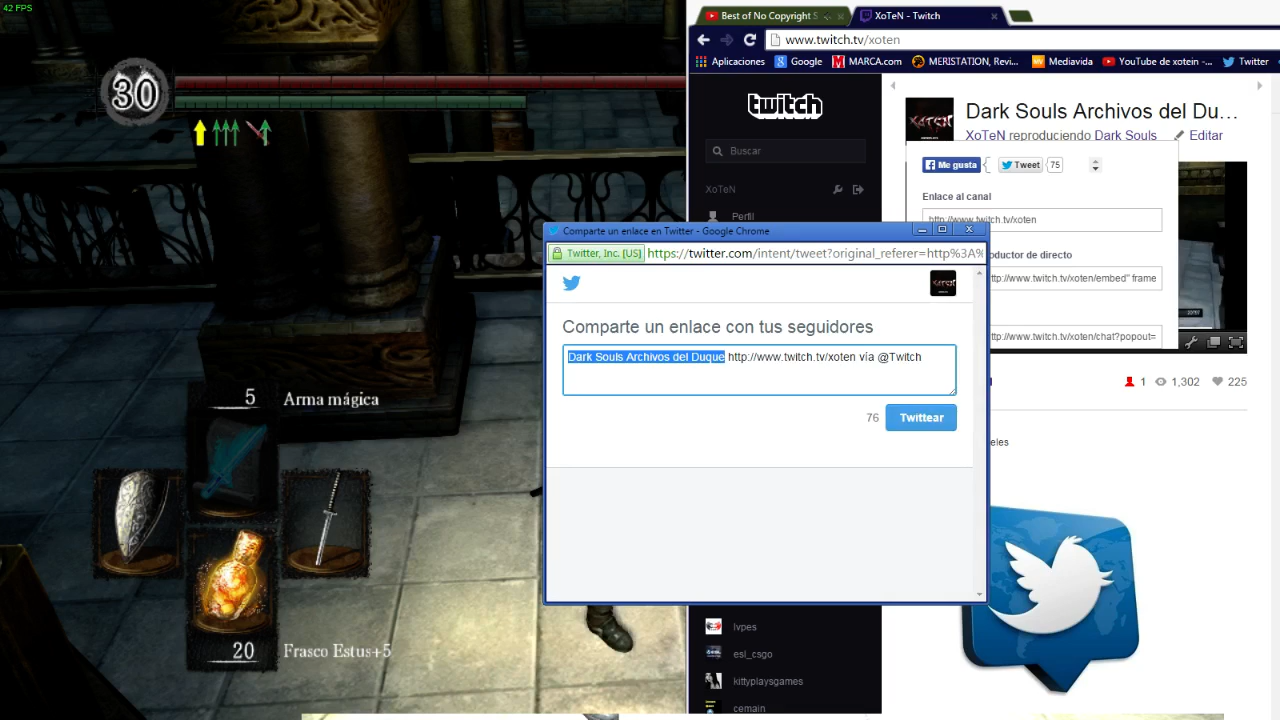 42 FPS
30
5 Arma mágica
20 Frasco Estus+5
Best of No Copyright S
XoTeN - Twitch
www.twitch.tv/xoten
Aplicaciones Google MARCA.com MERISTATION, Revi... Mediavida YouTube de xotein -... Twitter
twitch
Buscar
XoTeN
Perfil
XOTEN
Dark Souls Archivos del Du...
XoTeN reproduciendo Dark Souls Editar
Me gusta Tweet 75
Enlace al canal
http://www.twitch.tv/xoten
oductor de directo
ttp://www.twitch.tv/xoten/embed" frame
ttp://www.twitch.tv/xoten/chat?popout=
1 1,302 225
eles
Comparte un enlace en Twitter - Google Chrome
Twitter, Inc. [US] https://twitter.com/intent/tweet?original_referer=http%3A%
Comparte un enlace con tus seguidores
Dark Souls Archivos del Duque http://www.twitch.tv/xoten vía @Twitch
76 Twittear
lvpes
esl_csgo
kittyplaysgames
cemain